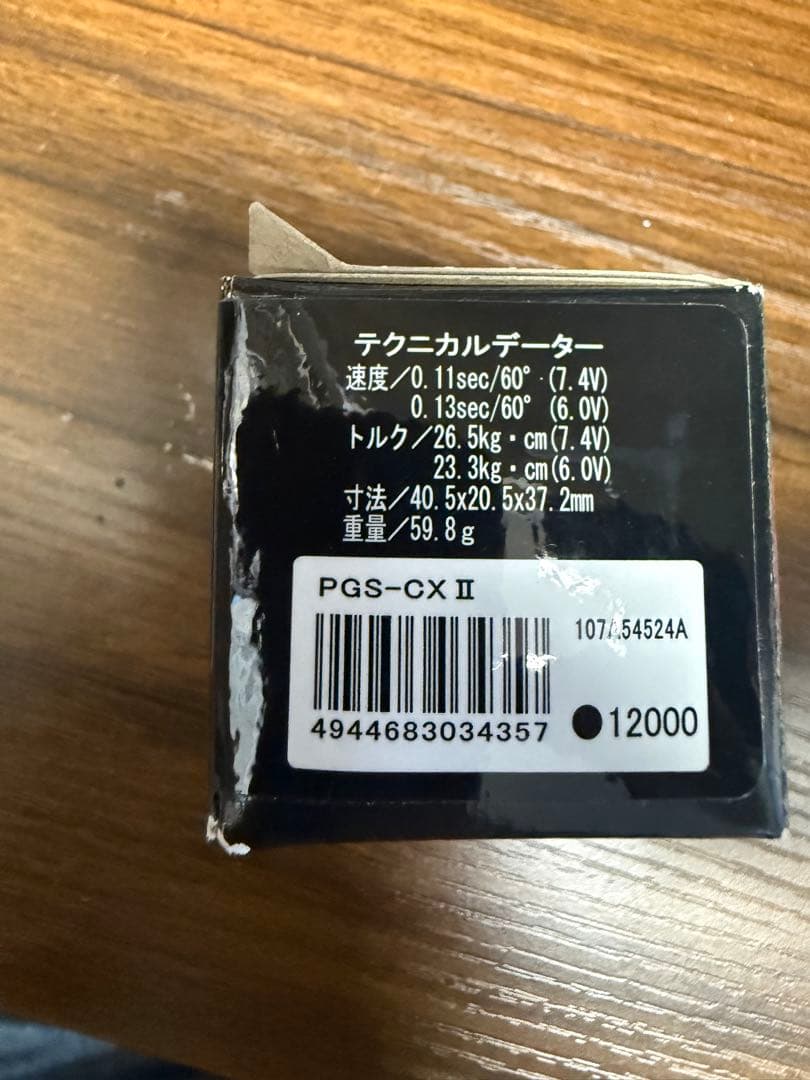 テクニカルデーター
速度／0.11sec/60° (7.4V)
0.13sec/60° (6.0V)
トルク／26.5kg・cm(7.4V)
23.3kg・cm(6.0V)
寸法／40.5x20.5x37.2mm
重量／59.8g
PGS-CXⅡ
107A54524A
4944683034357
●12000